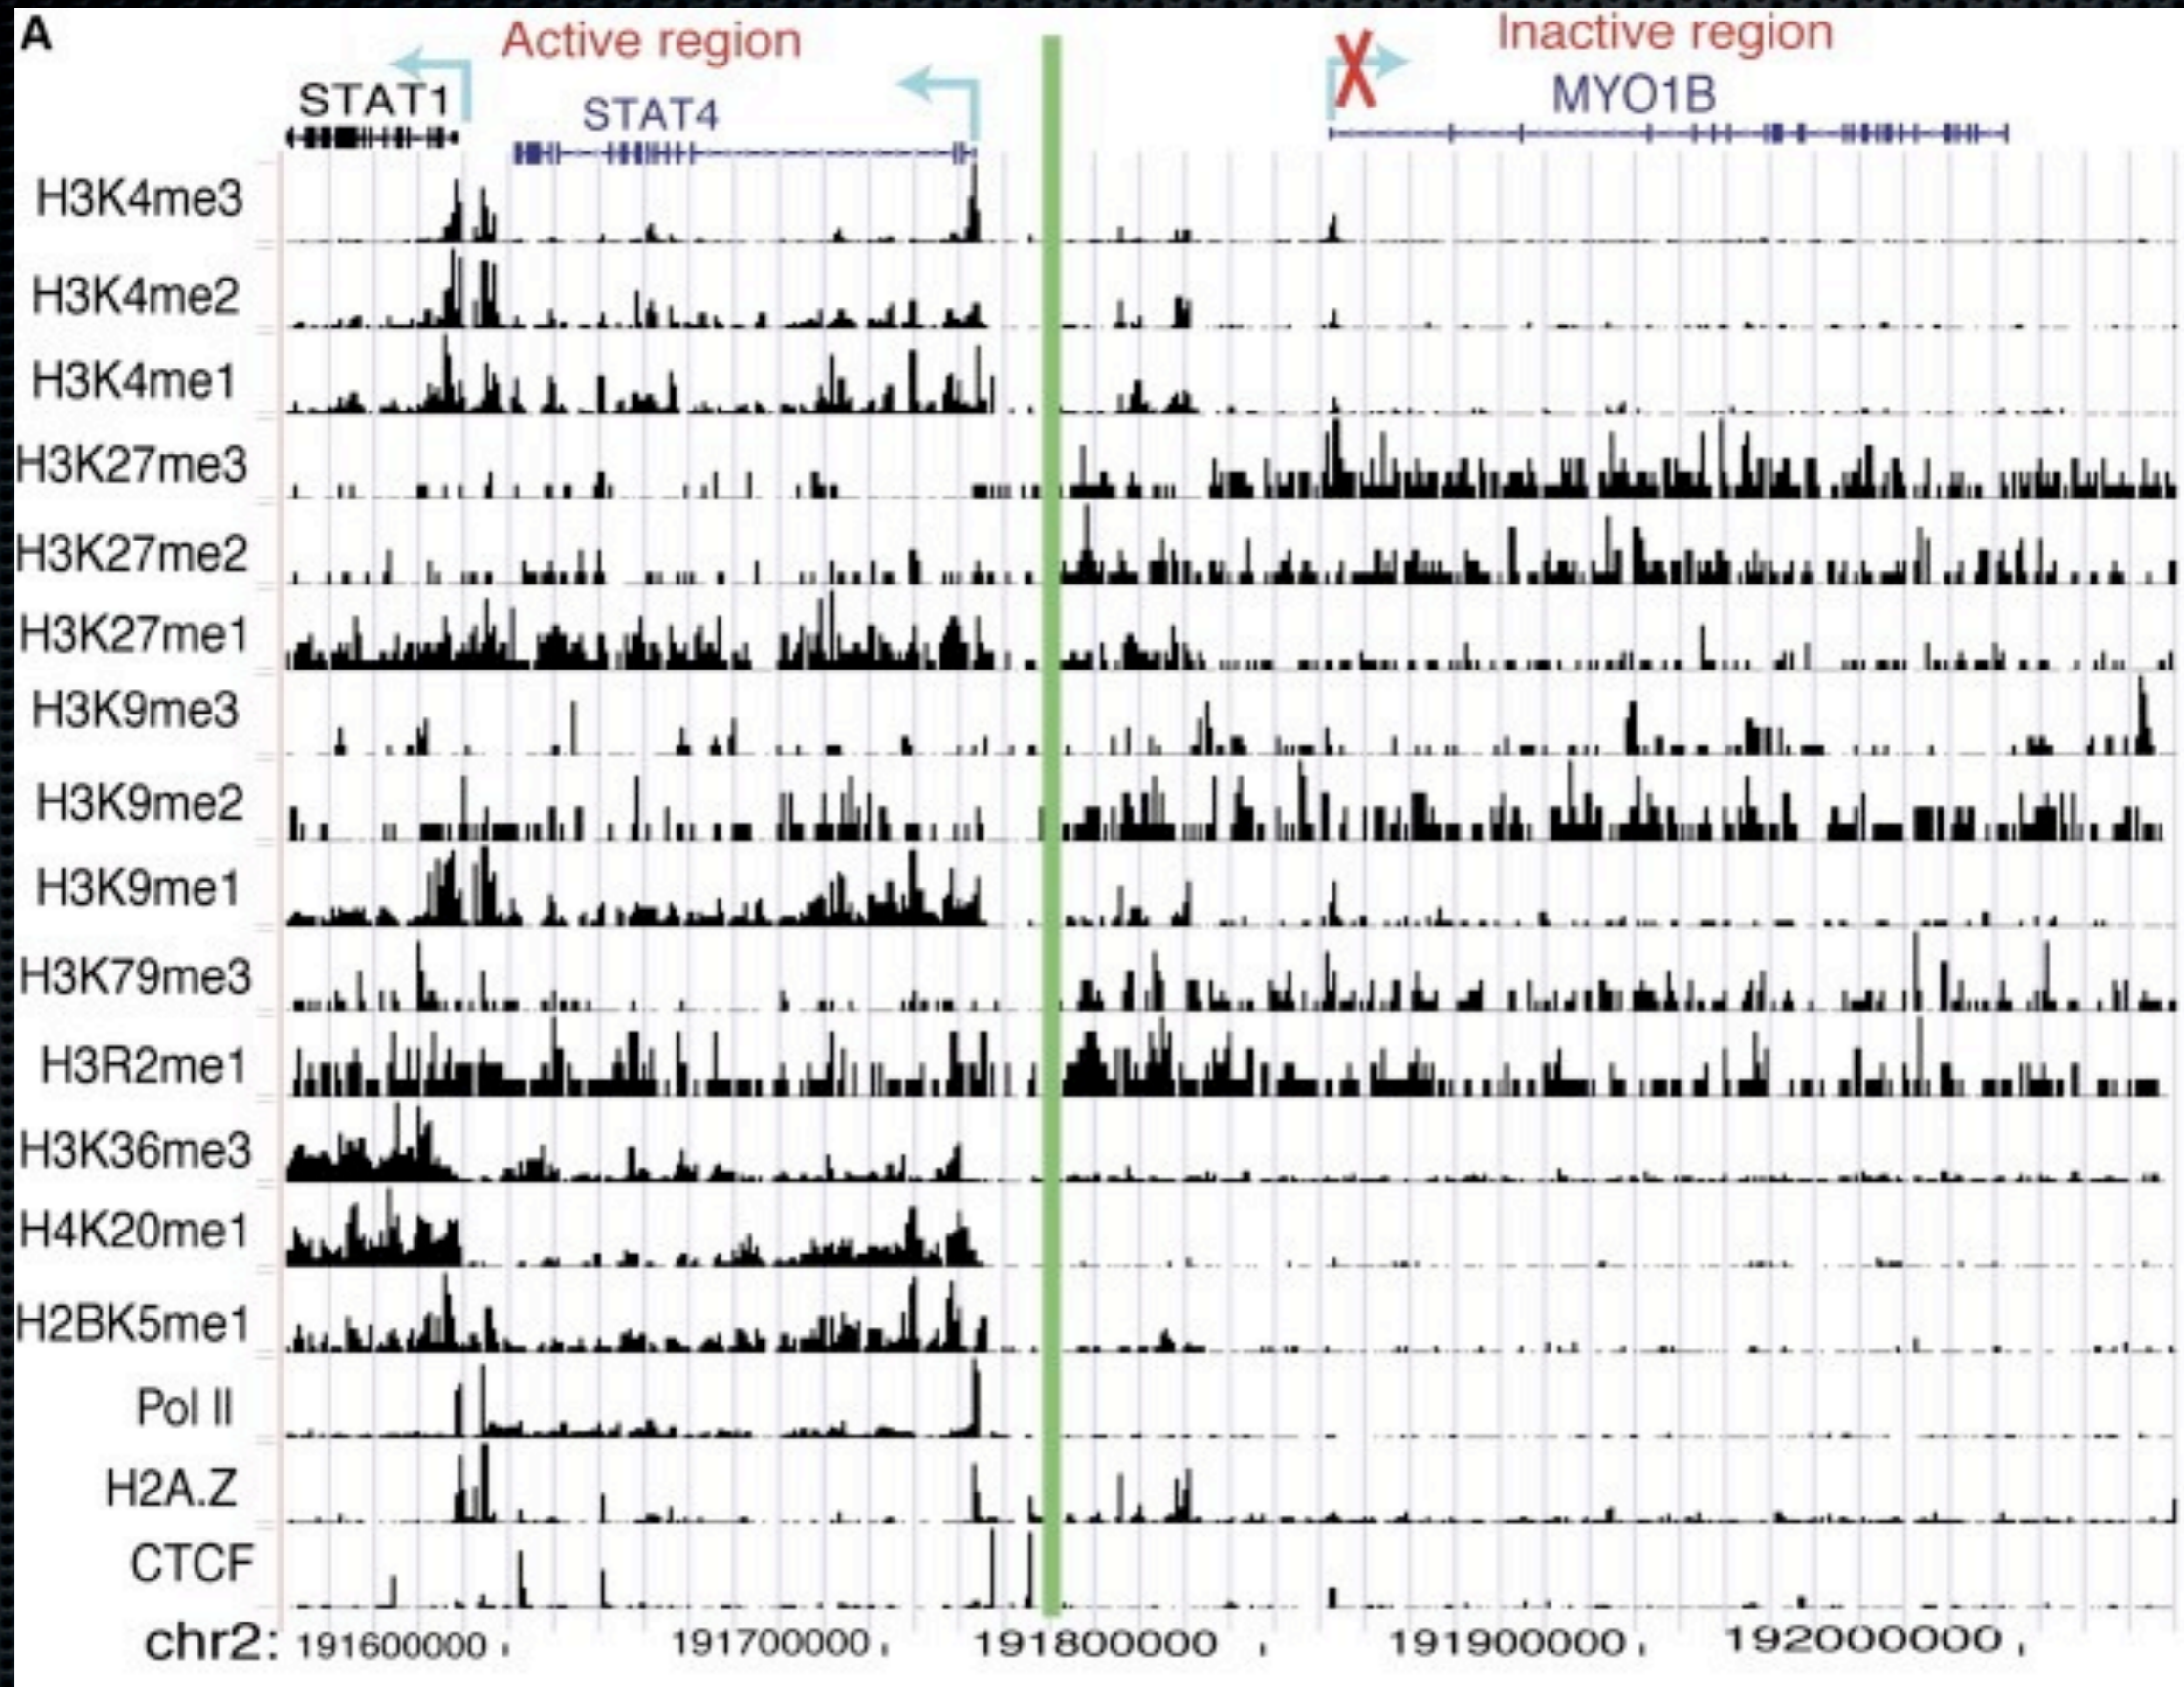 A
Active region
Inactive region
STAT1
STAT4
MYO1B
H3K4me3
H3K4me2
H3K4me1
H3K27me3
H3K27me2
H3K27me1
H3K9me3
H3K9me2
H3K9me1
H3K79me3
H3R2me1
H3K36me3
H4K20me1
H2BK5me1
Pol II
H2A.Z
CTCF
chr2: 191600000 191700000 191800000 191900000 192000000